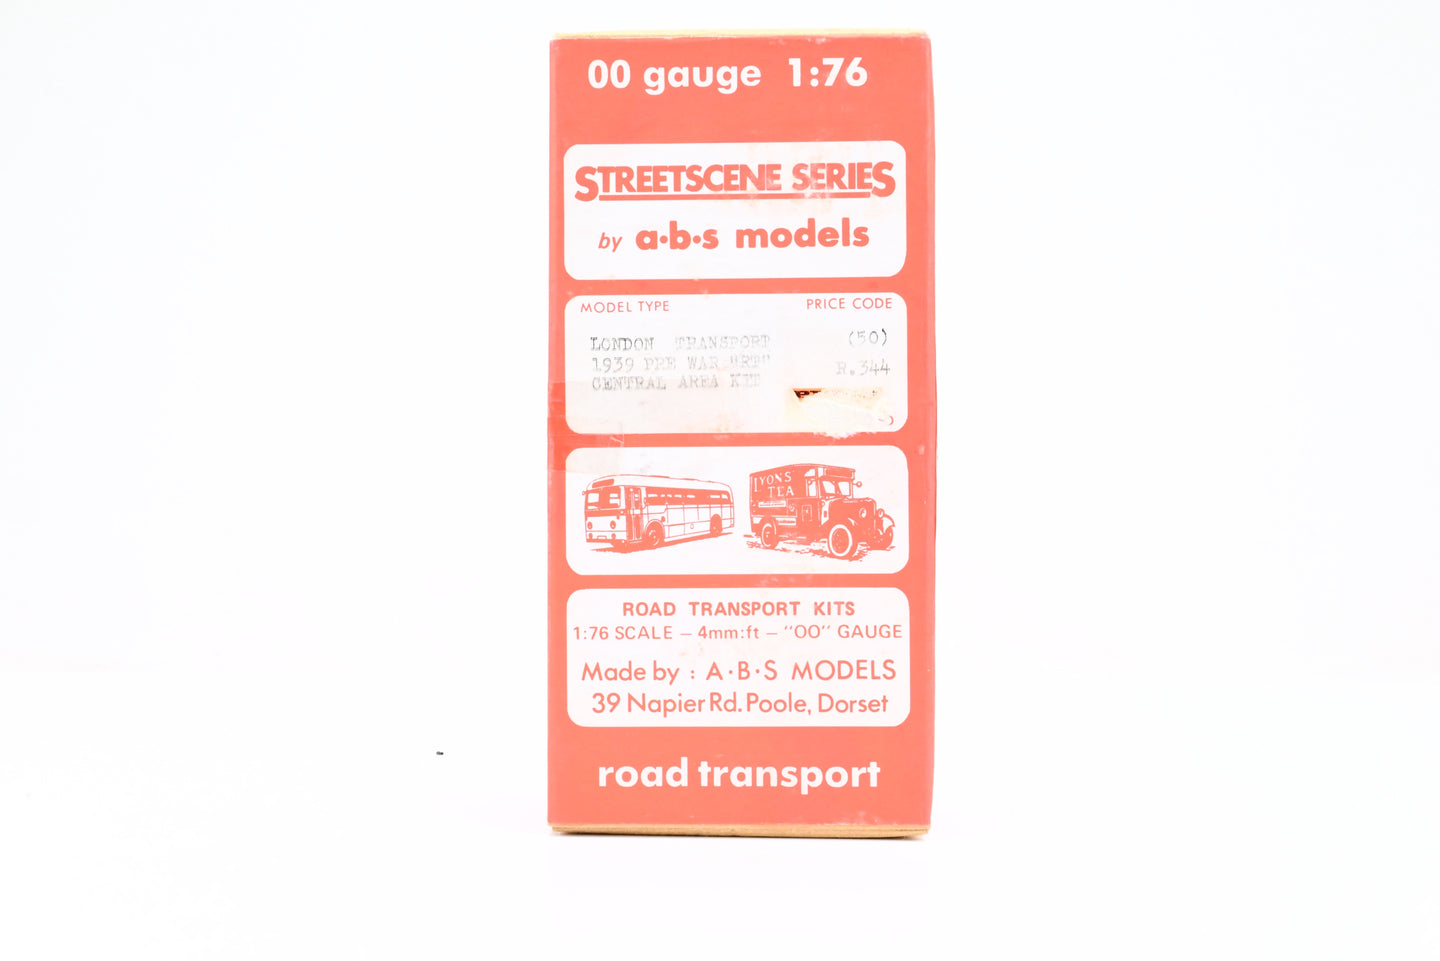 00 gauge 1:76
STREETSCENE SERIES
by a·b·s models
MODEL TYPE PRICE CODE
LONDON TRANSPORT (50)
1939 PRE WAR "RT" R.344
CENTRAL AREA KIT
LYONS
TEA
ROAD TRANSPORT KITS
1:76 SCALE – 4mm:ft – "OO" GAUGE
Made by : A·B·S MODELS
39 Napier Rd. Poole, Dorset
road transport